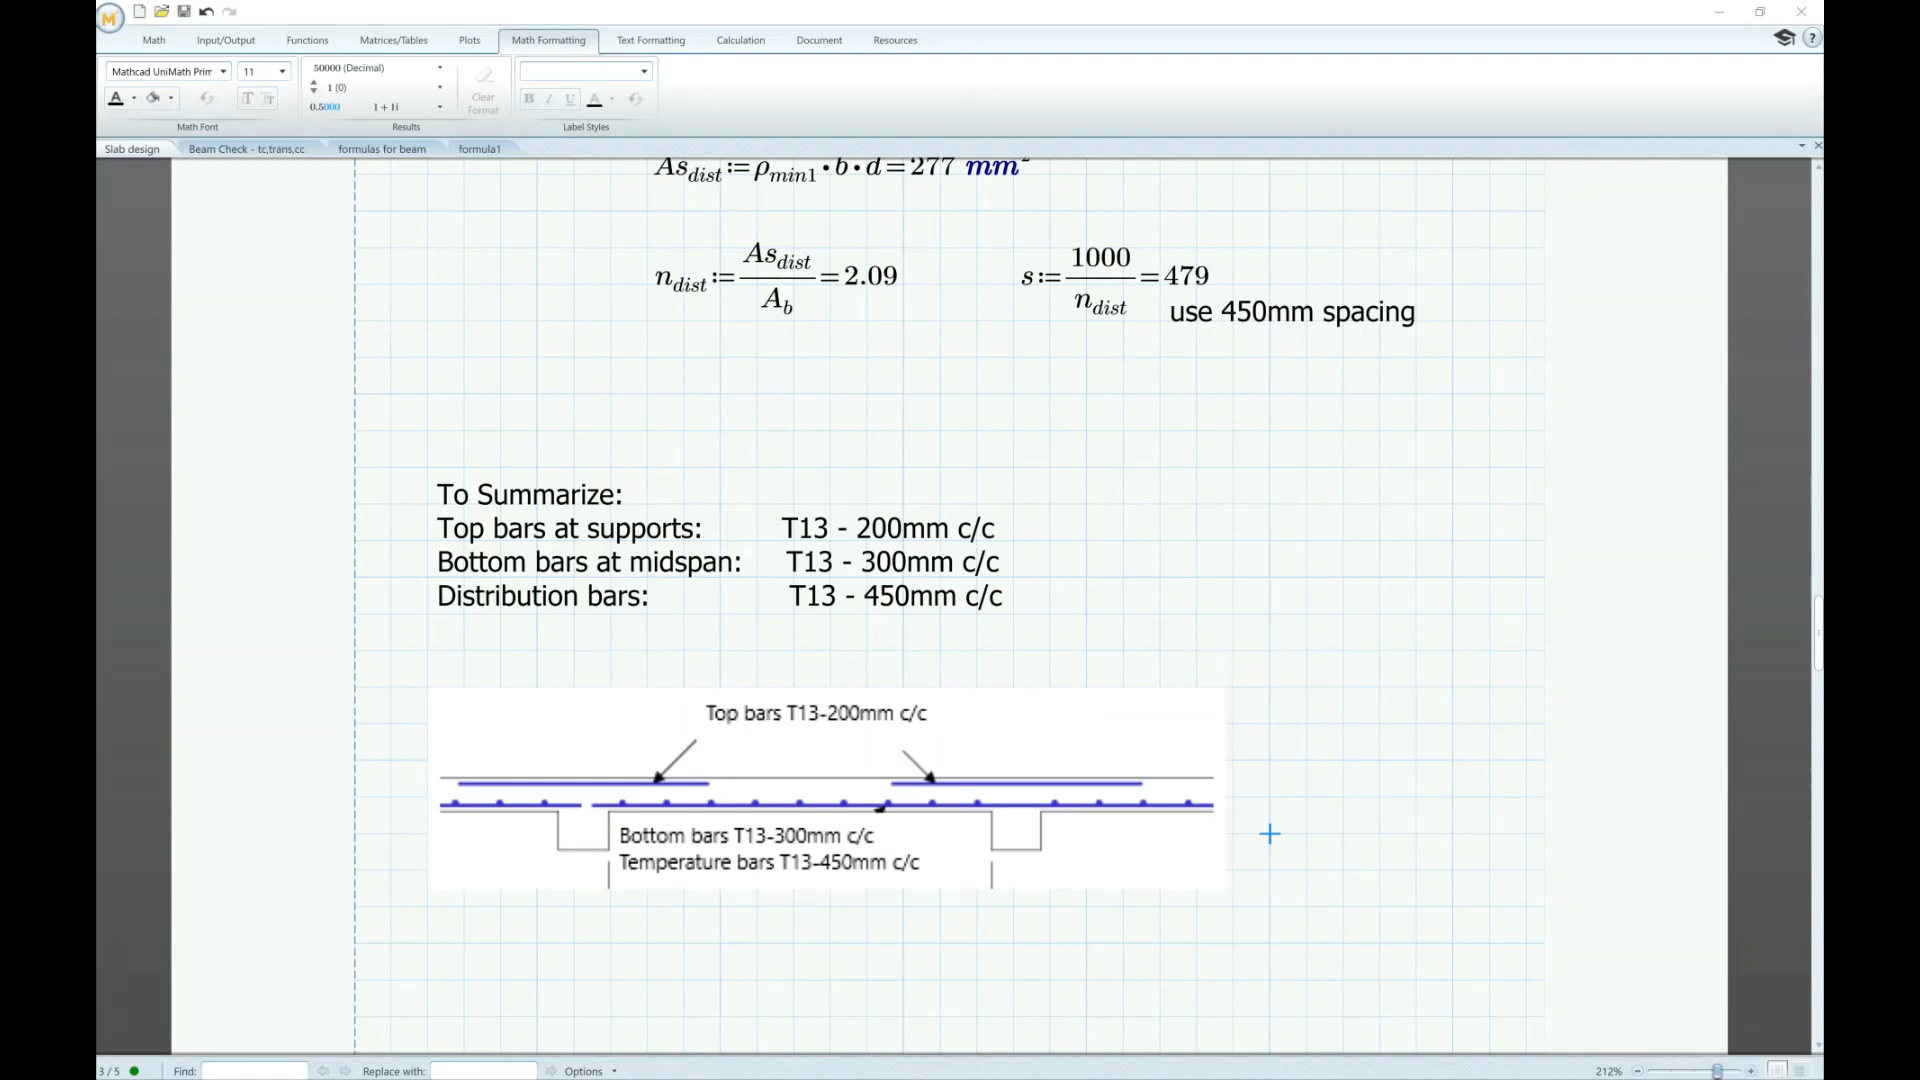 M
Math Input/Output Functions Matrices/Tables Plots Math Formatting Text Formatting Calculation Document Resources ?
Mathcad UniMath Prim 11
50000 (Decimal)
1 (0)
0.5000 1 + 1i
Clear
Format
A
B I U A
Math Font Results Label Styles
Slab design Beam Check - tc,trans,cc formulas for beam formula1
As_dist := ρ_min1 · b · d = 277 mm²
n_dist := As_dist / A_b = 2.09 s := 1000 / n_dist = 479
use 450mm spacing
To Summarize:
Top bars at supports: T13 - 200mm c/c
Bottom bars at midspan: T13 - 300mm c/c
Distribution bars: T13 - 450mm c/c
Top bars T13-200mm c/c
Bottom bars T13-300mm c/c
Temperature bars T13-450mm c/c
3 / 5 Find: Replace with: Options 212%